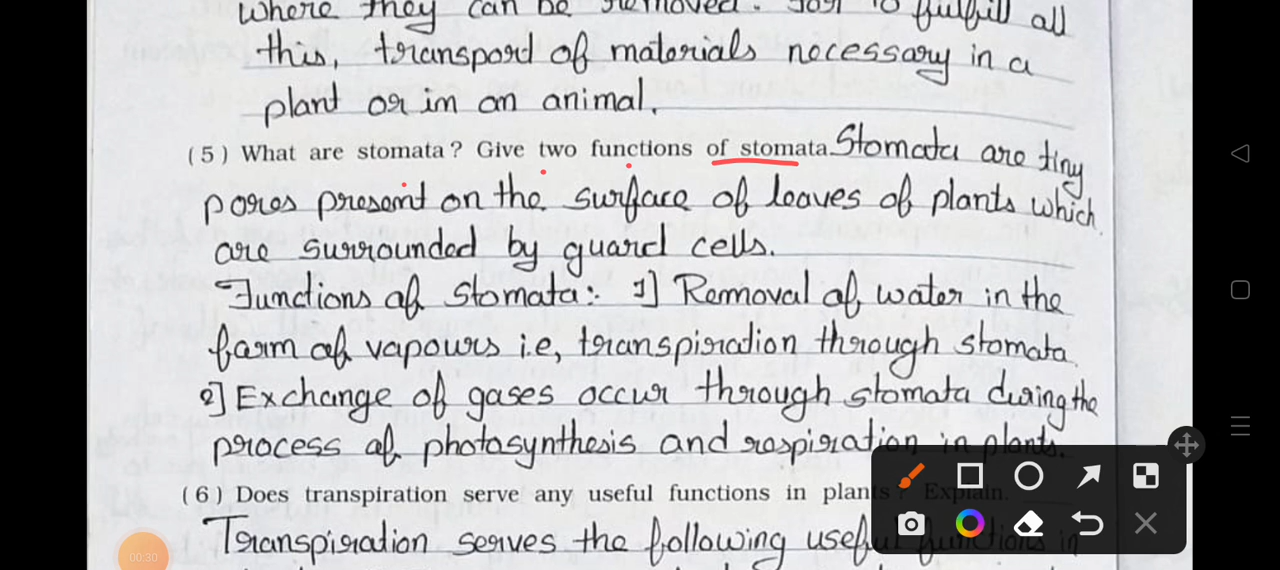 where they can be removed. to fulfill all
this, transport of materials necessary in a
plant or in an animal.
(5) What are stomata? Give two functions of stomata. Stomata are tiny
pores present on the surface of leaves of plants which
are surrounded by guard cells.
Functions of stomata:- 1] Removal of water in the
form of vapours i.e, transpiration through stomata
2] Exchange of gases occur through stomata during the
process of photosynthesis and respiration in plants.
(6) Does transpiration serve any useful functions in plants? Explain.
Transpiration serves the following useful functions in
00:30